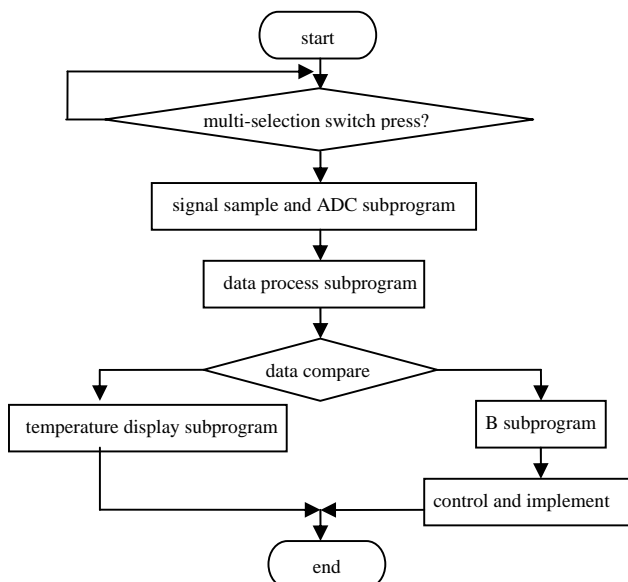 start
multi-selection switch press?
signal sample and ADC subprogram
data process subprogram
data compare
temperature display subprogram
B subprogram
control and implement
end